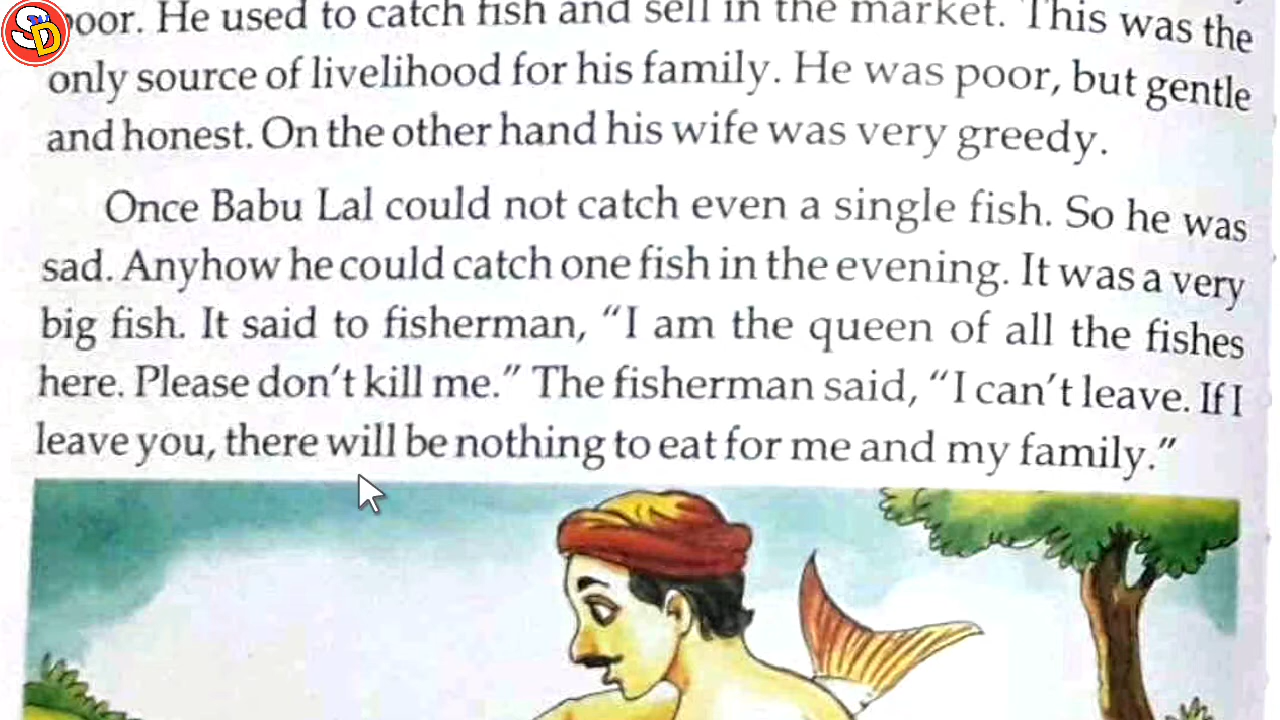 SD
poor. He used to catch fish and sell in the market. This was the
only source of livelihood for his family. He was poor, but gentle
and honest. On the other hand his wife was very greedy.
Once Babu Lal could not catch even a single fish. So he was
sad. Anyhow he could catch one fish in the evening. It was a very
big fish. It said to fisherman, “I am the queen of all the fishes
here. Please don’t kill me.” The fisherman said, “I can’t leave. If I
leave you, there will be nothing to eat for me and my family.”